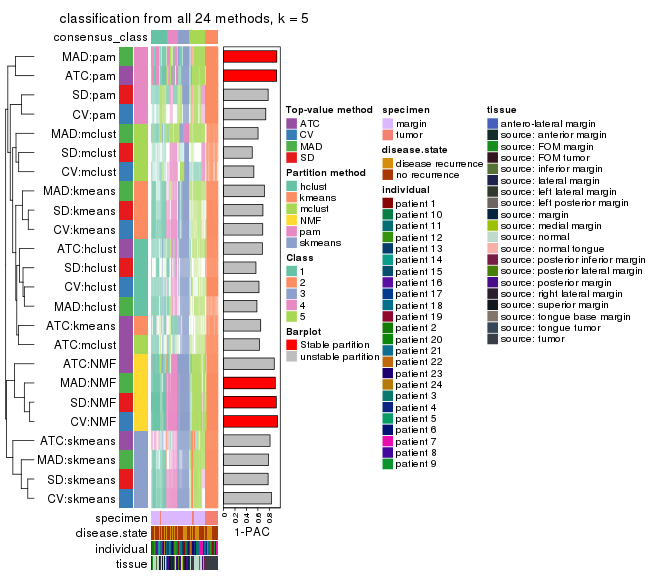 classification from all 24 methods, k = 5
consensus_class
MAD:pam
ATC:pam
SD:pam
CV:pam
MAD:mclust
SD:mclust
CV:mclust
MAD:kmeans
SD:kmeans
CV:kmeans
ATC:hclust
SD:hclust
CV:hclust
MAD:hclust
ATC:kmeans
ATC:mclust
ATC:NMF
MAD:NMF
SD:NMF
CV:NMF
ATC:skmeans
MAD:skmeans
SD:skmeans
CV:skmeans
specimen
disease.state
individual
tissue
0
0.2
0.4
0.6
0.8
1-PAC
Top-value method
ATC
CV
MAD
SD
Partition method
hclust
kmeans
mclust
NMF
pam
skmeans
Class
1
2
3
4
5
Barplot
Stable partition
unstable partition
specimen
margin
tumor
disease.state
disease recurrence
no recurrence
individual
patient 1
patient 10
patient 11
patient 12
patient 13
patient 14
patient 15
patient 16
patient 17
patient 18
patient 19
patient 2
patient 20
patient 21
patient 22
patient 23
patient 24
patient 3
patient 4
patient 5
patient 6
patient 7
patient 8
patient 9
tissue
antero-lateral margin
source: anterior margin
source: FOM margin
source: FOM tumor
source: inferior margin
source: lateral margin
source: left lateral margin
source: left posterior margin
source: margin
source: medial margin
source: normal
source: normal tongue
source: posterior inferior margin
source: posterior lateral margin
source: posterior margin
source: right lateral margin
source: superior margin
source: tongue base margin
source: tongue tumor
source: tumor